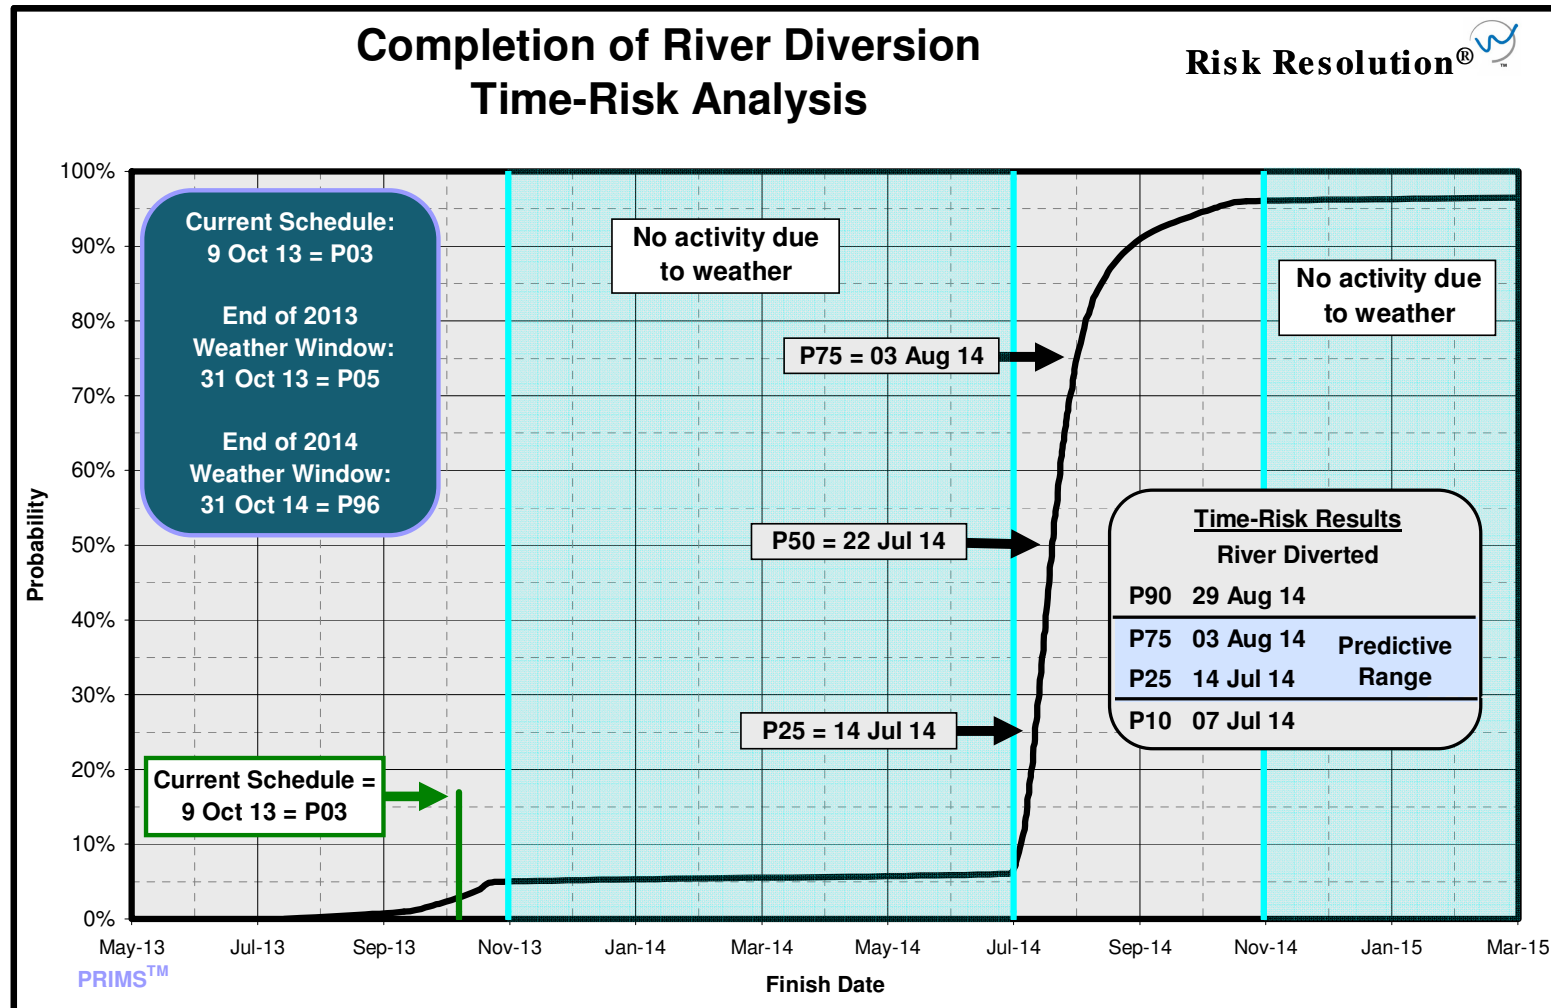 Completion of River Diversion
Time-Risk Analysis
Risk Resolution®
TM
100%
90%
80%
70%
60%
50%
40%
30%
20%
10%
0%
Probability
Current Schedule:
9 Oct 13 = P03
End of 2013
Weather Window:
31 Oct 13 = P05
End of 2014
Weather Window:
31 Oct 14 = P96
No activity due
to weather
No activity due
to weather
P75 = 03 Aug 14
P50 = 22 Jul 14
P25 = 14 Jul 14
Current Schedule =
9 Oct 13 = P03
Time-Risk Results
River Diverted
P90 29 Aug 14
P75 03 Aug 14
P25 14 Jul 14
Predictive
Range
P10 07 Jul 14
May-13 Jul-13 Sep-13 Nov-13 Jan-14 Mar-14 May-14 Jul-14 Sep-14 Nov-14 Jan-15 Mar-15
Finish Date
PRIMS™